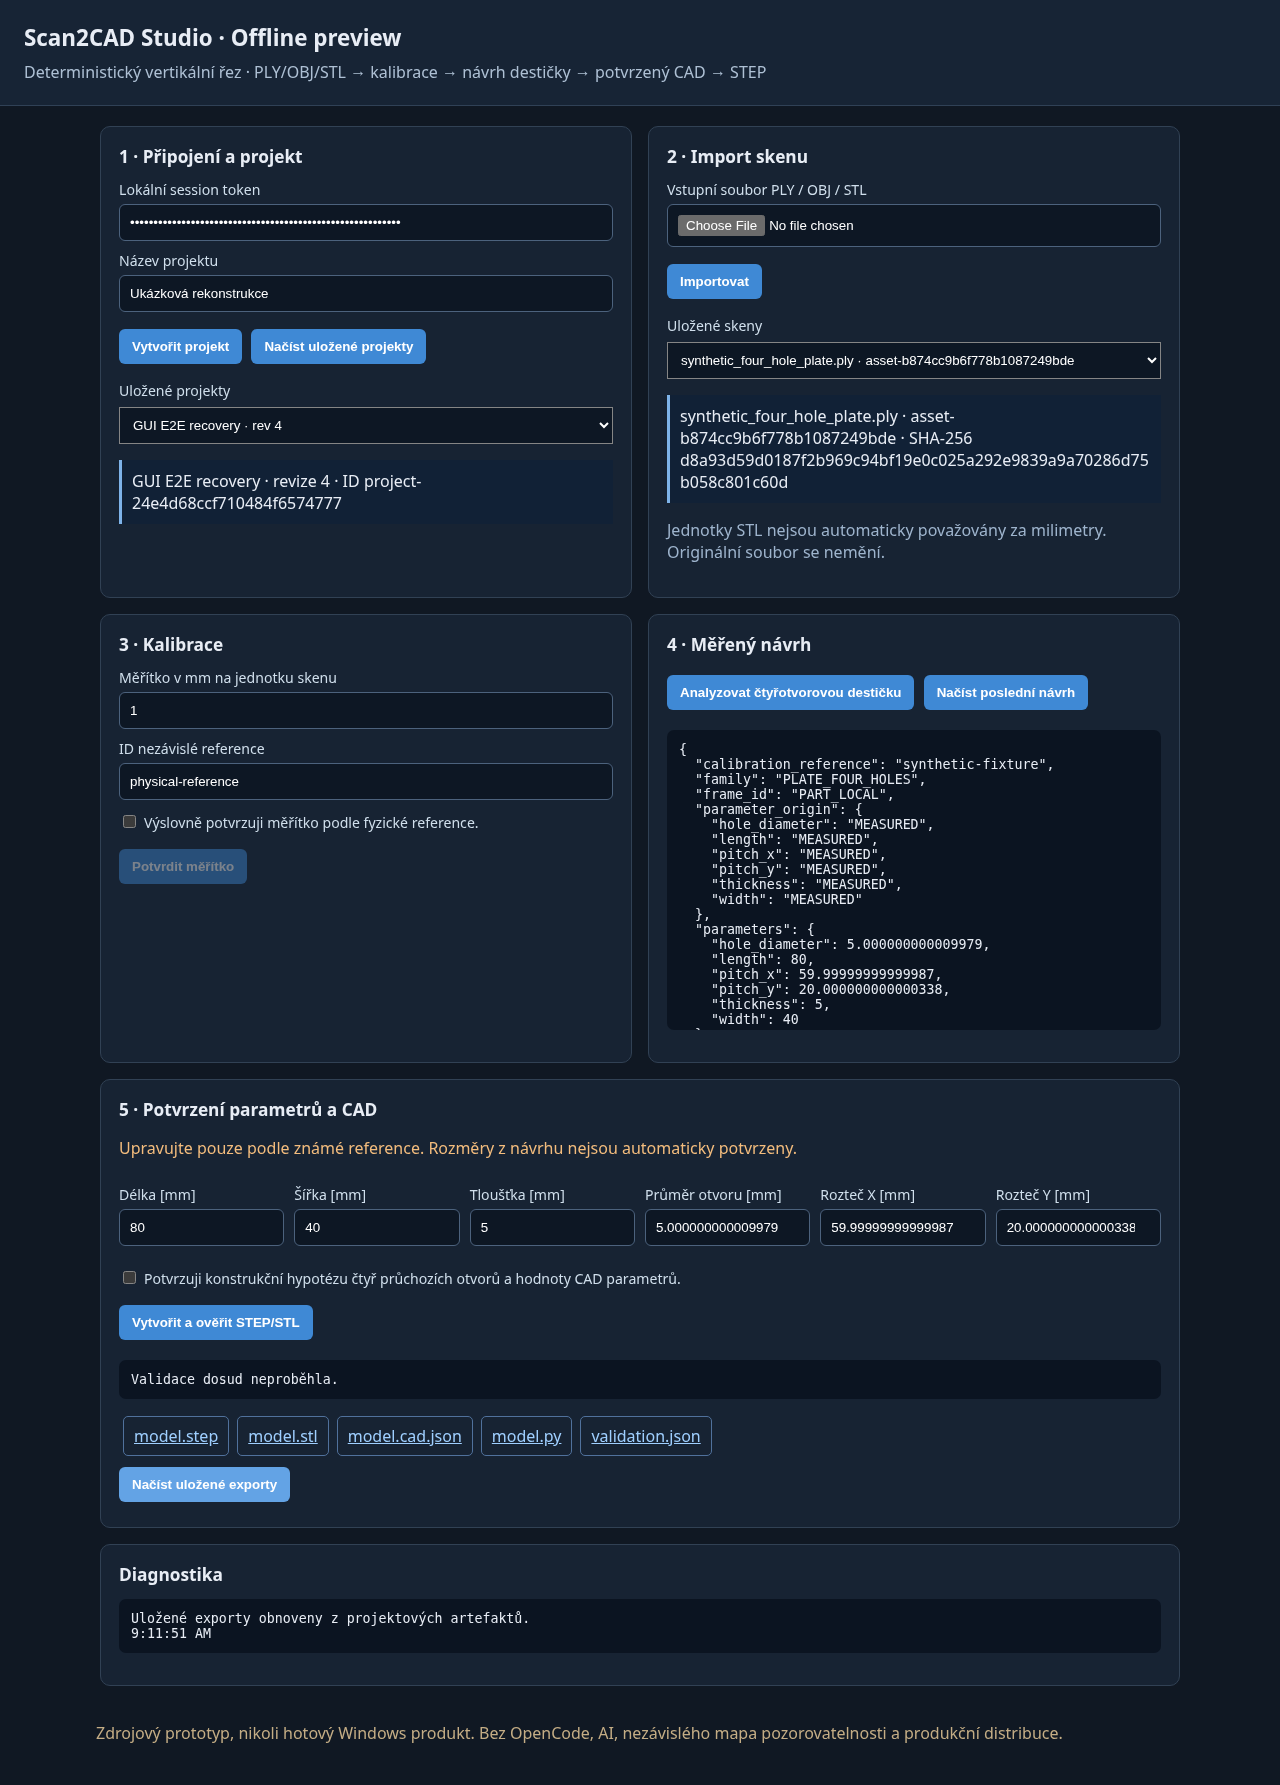 Scan2CAD Studio · Offline preview
Deterministický vertikální řez · PLY/OBJ/STL → kalibrace → návrh destičky → potvrzený CAD → STEP
1 · Připojení a projekt
Lokální session token
Název projektu
Ukázková rekonstrukce
Vytvořit projekt Načíst uložené projekty
Uložené projekty
GUI E2E recovery · rev 4
GUI E2E recovery · revize 4 · ID project-
24e4d68ccf710484f6574777
2 · Import skenu
Vstupní soubor PLY / OBJ / STL
Choose File No file chosen
Importovat
Uložené skeny
synthetic_four_hole_plate.ply · asset-b874cc9b6f778b1087249bde
synthetic_four_hole_plate.ply · asset-
b874cc9b6f778b1087249bde · SHA-256
d8a93d59d0187f2b969c94bf19e0c025a292e9839a9a70286d75
b058c801c60d
Jednotky STL nejsou automaticky považovány za milimetry.
Originální soubor se nemění.
3 · Kalibrace
Měřítko v mm na jednotku skenu
1
ID nezávislé reference
physical-reference
Výslovně potvrzuji měřítko podle fyzické reference.
Potvrdit měřítko
4 · Měřený návrh
Analyzovat čtyřotvorovou destičku Načíst poslední návrh
{
"calibration_reference": "synthetic-fixture",
"family": "PLATE_FOUR_HOLES",
"frame_id": "PART_LOCAL",
"parameter_origin": {
"hole_diameter": "MEASURED",
"length": "MEASURED",
"pitch_x": "MEASURED",
"pitch_y": "MEASURED",
"thickness": "MEASURED",
"width": "MEASURED"
},
"parameters": {
"hole_diameter": 5.000000000009979,
"length": 80,
"pitch_x": 59.99999999999987,
"pitch_y": 20.000000000000338,
"thickness": 5,
"width": 40
5 · Potvrzení parametrů a CAD
Upravujte pouze podle známé reference. Rozměry z návrhu nejsou automaticky potvrzeny.
Délka [mm] Šířka [mm] Tloušťka [mm] Průměr otvoru [mm] Rozteč X [mm] Rozteč Y [mm]
80 40 5 5.000000000009979 59.99999999999987 20.000000000000338
Potvrzuji konstrukční hypotézu čtyř průchozích otvorů a hodnoty CAD parametrů.
Vytvořit a ověřit STEP/STL
Validace dosud neproběhla.
model.step model.stl model.cad.json model.py validation.json
Načíst uložené exporty
Diagnostika
Uložené exporty obnoveny z projektových artefaktů.
9:11:51 AM
Zdrojový prototyp, nikoli hotový Windows produkt. Bez OpenCode, AI, nezávislého mapa pozorovatelnosti a produkční distribuce.